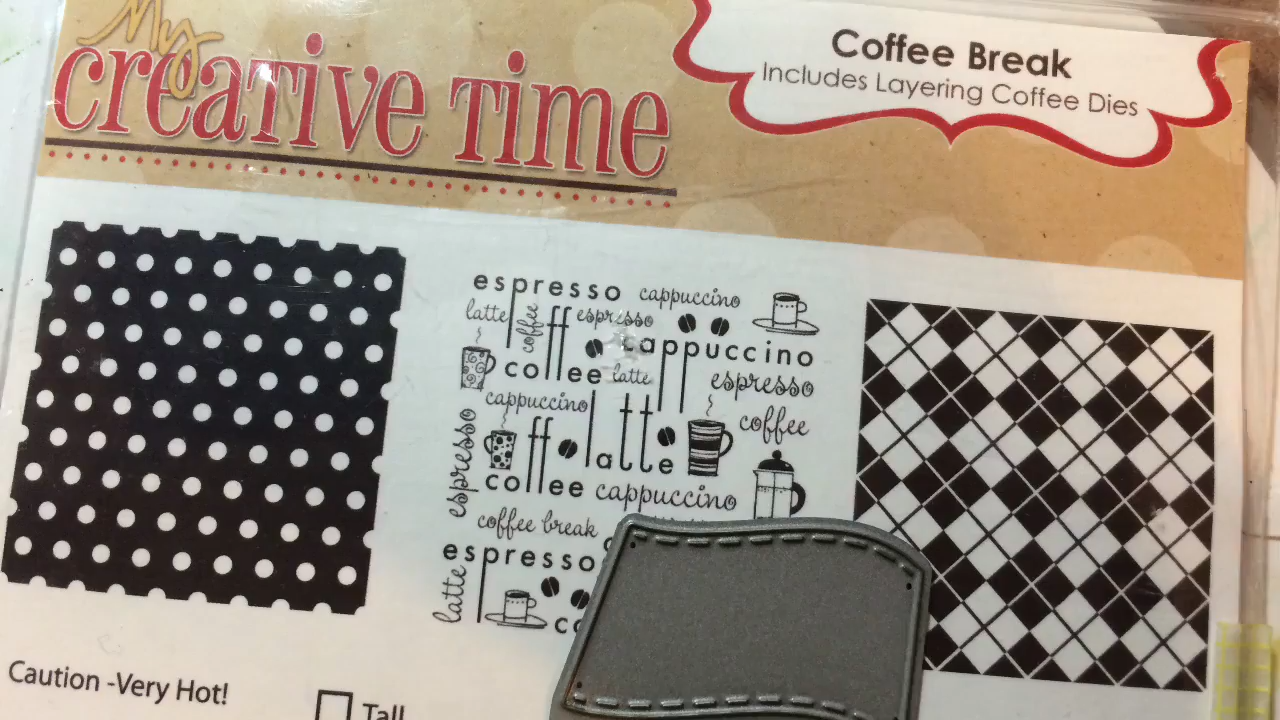 My
creative Time
Coffee Break
Includes Layering Coffee Dies
espresso
cappuccino
latte
coffee
espresso
cappuccino
coffee
latte
espresso
cappuccino
coffee
espresso
latte
coffee
cappuccino
coffee break
espresso
latte
Caution -Very Hot!
Tall